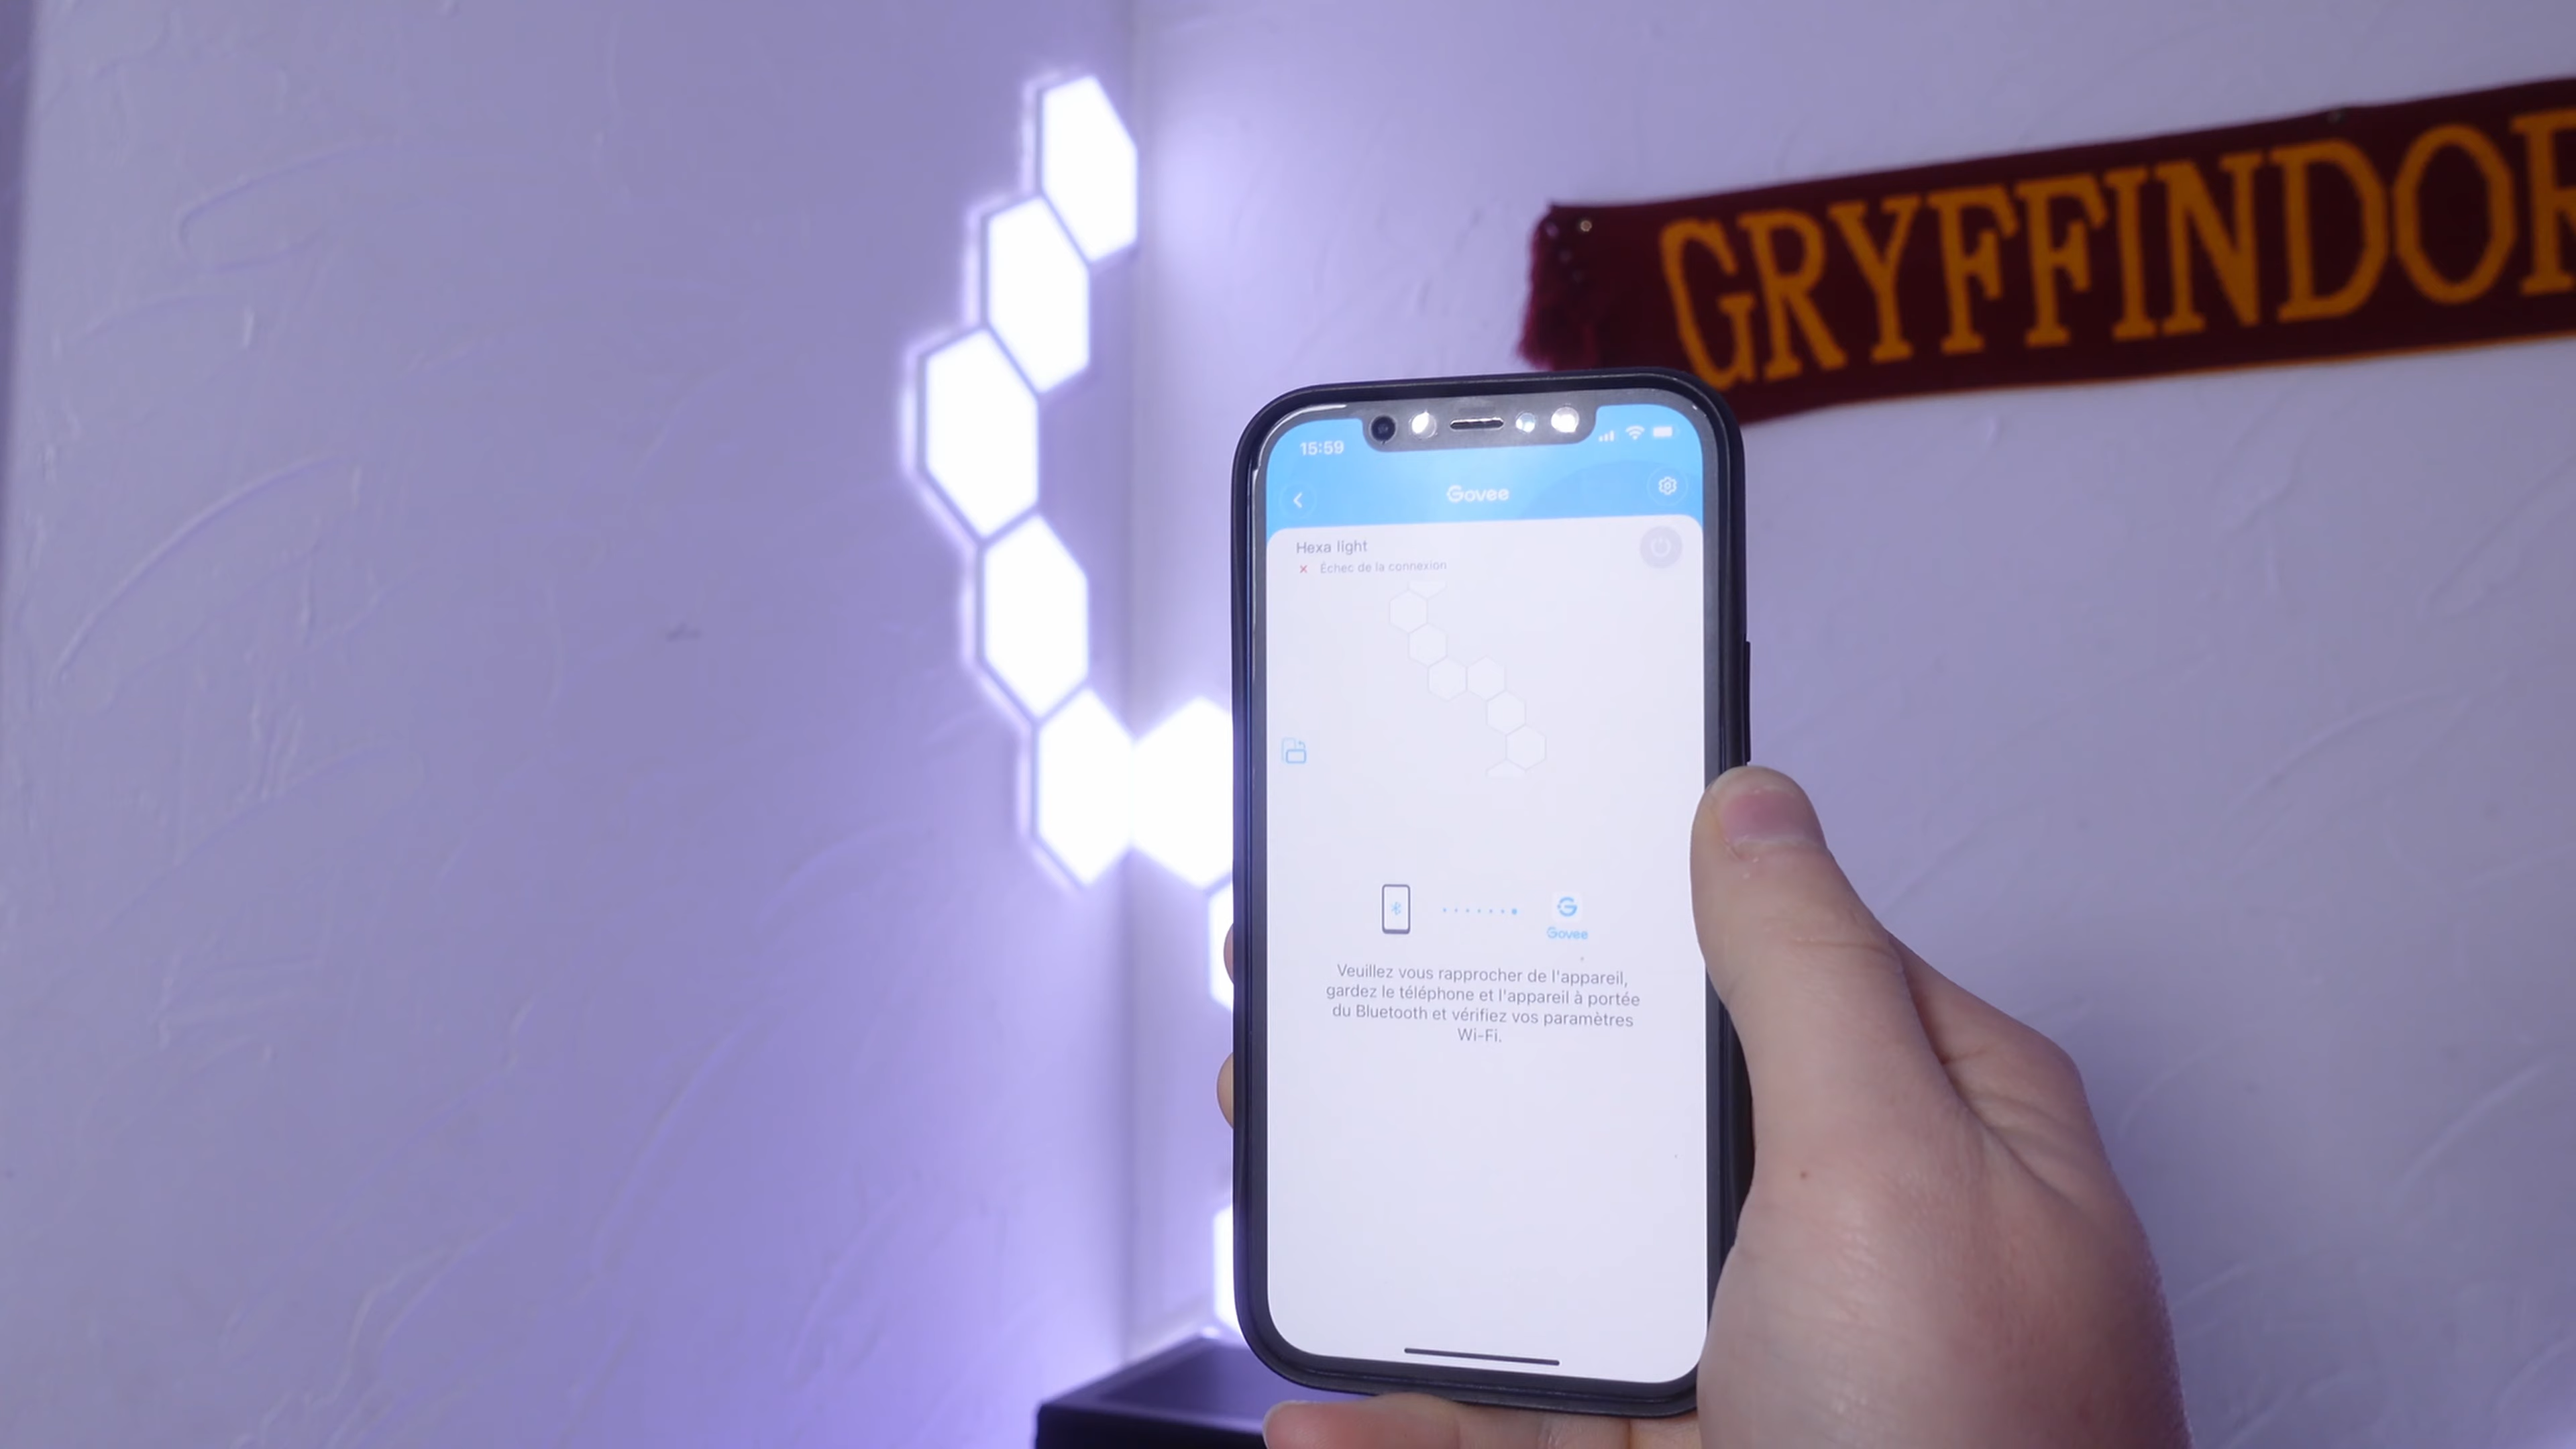 GRYFFINDOR
15:59
Govee
Hexa light
× Échec de la connexion
Govee
Veuillez vous rapprocher de l'appareil,
gardez le téléphone et l'appareil à portée
du Bluetooth et vérifiez vos paramètres
Wi-Fi.